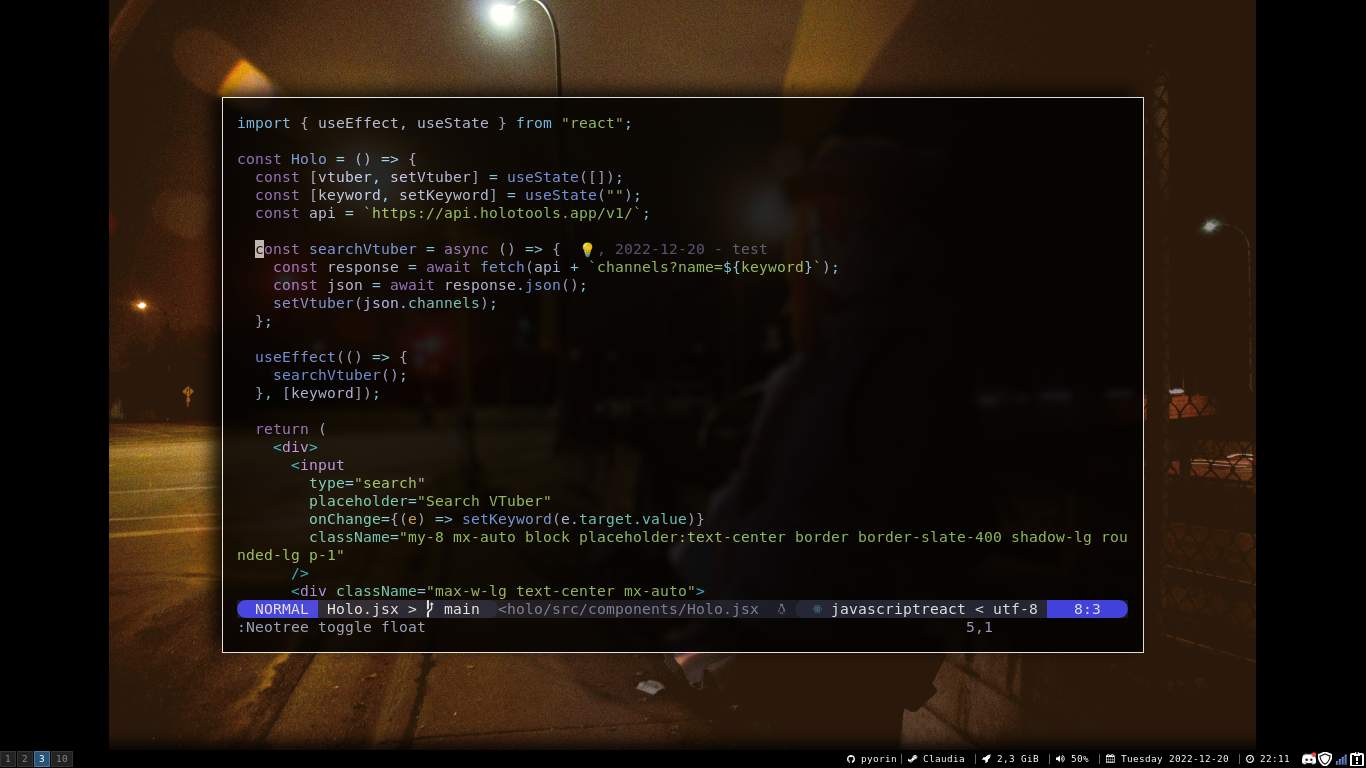 import { useEffect, useState } from "react";
const Holo = () => {
const [vtuber, setVtuber] = useState([]);
const [keyword, setKeyword] = useState("");
const api = `https://api.holotools.app/v1/`;
const searchVtuber = async () => { 💡, 2022-12-20 - test
const response = await fetch(api + `channels?name=${keyword}`);
const json = await response.json();
setVtuber(json.channels);
};
useEffect(() => {
searchVtuber();
}, [keyword]);
return (
<div>
<input
type="search"
placeholder="Search VTuber"
onChange={(e) => setKeyword(e.target.value)}
className="my-8 mx-auto block placeholder:text-center border border-slate-400 shadow-lg rou
nded-lg p-1"
/>
<div className="max-w-lg text-center mx-auto">
NORMAL Holo.jsx > main <holo/src/components/Holo.jsx javascriptreact < utf-8 8:3
:Neotree toggle float 5,1
1 2 3 10 pyorin | Claudia | 2,3 GiB | 50% | Tuesday 2022-12-20 | 22:11